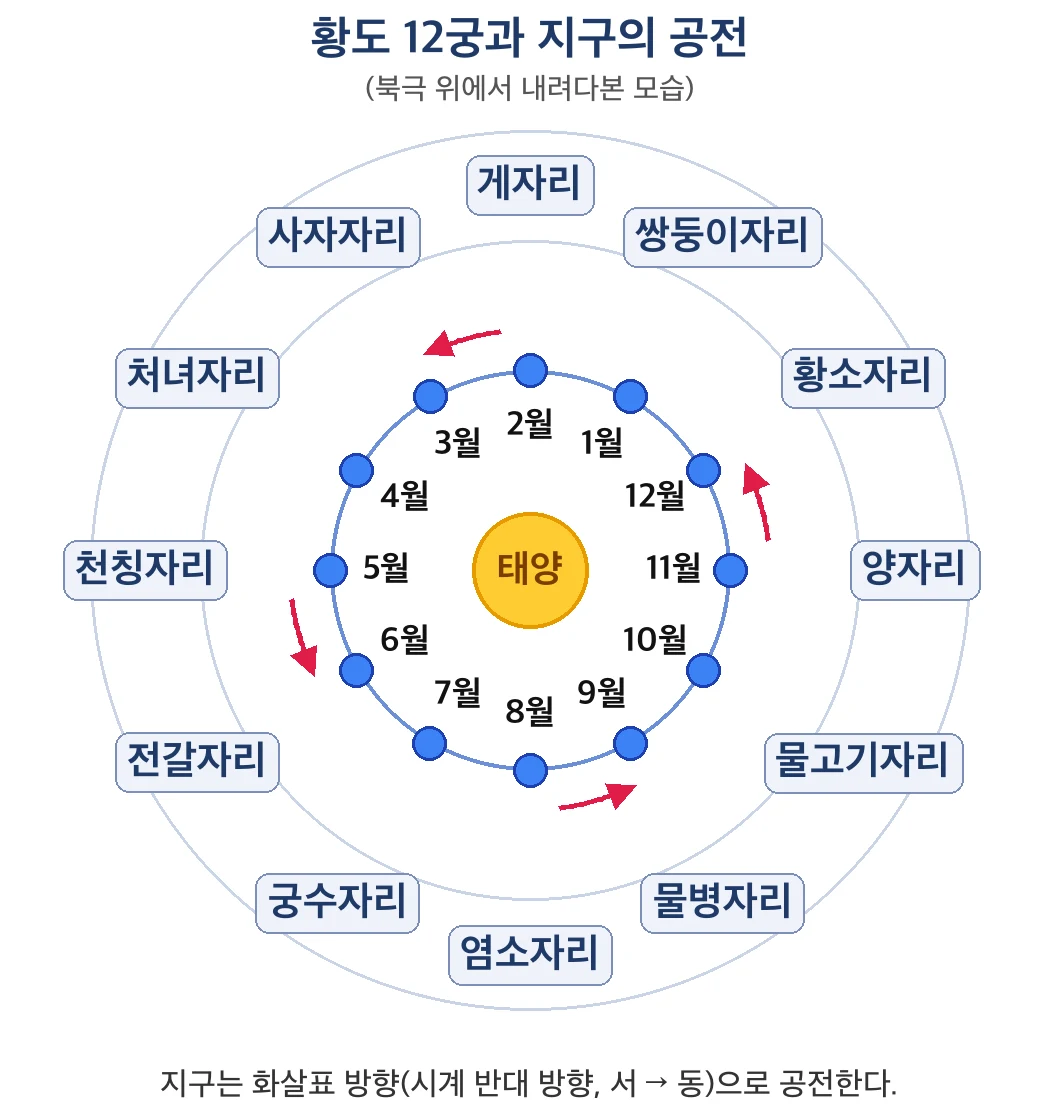 황도 12궁과 지구의 공전
(북극 위에서 내려다본 모습)
게자리
사자자리
쌍둥이자리
처녀자리
황소자리
2월
3월
1월
4월
12월
천칭자리
5월
태양
11월
양자리
6월
10월
7월
9월
8월
전갈자리
물고기자리
궁수자리
물병자리
염소자리
지구는 화살표 방향(시계 반대 방향, 서 → 동)으로 공전한다.